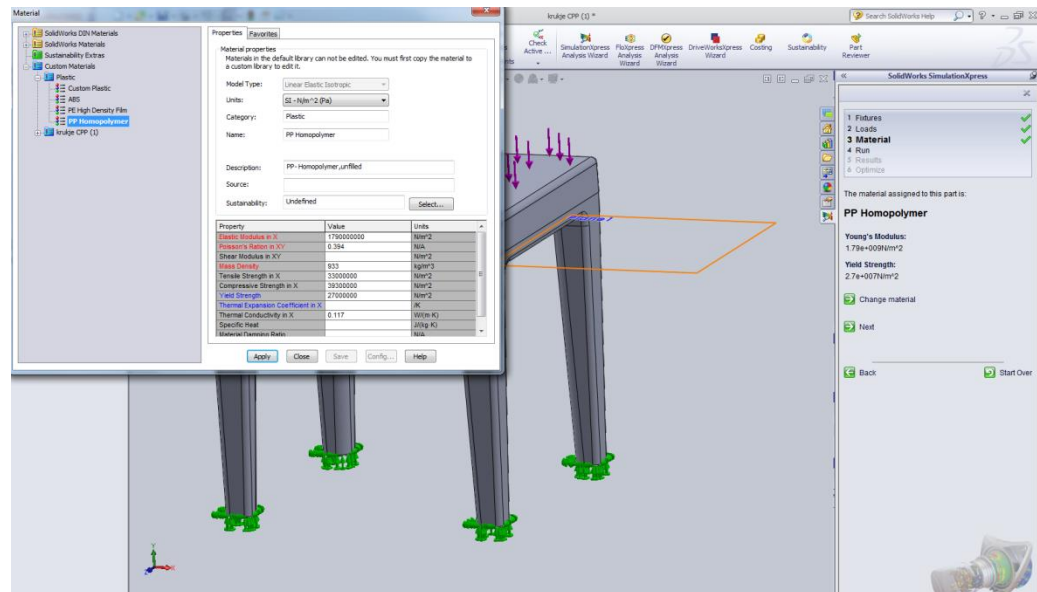 Material
SolidWorks DIN Materials
SolidWorks Materials
Sustainability Extras
Custom Materials
Plastic
Custom Plastic
ABS
PE High Density Film
PP Homopolymer
krukje CPP (1)
Properties Favorites
Material properties
Materials in the default library can not be edited. You must first copy the material to
a custom library to edit it.
Model Type: Linear Elastic Isotropic
Units: SI - N/m^2 (Pa)
Category: Plastic
Name: PP Homopolymer
Description: PP- Homopolymer,unfilled
Source:
Sustainability: Undefined Select...
Property Value Units
Elastic Modulus in X 1790000000 N/m^2
Poisson's Ration in XY 0.394 N/A
Shear Modulus in XY N/m^2
Mass Density 933 kg/m^3
Tensile Strength in X 33000000 N/m^2
Compressive Strength in X 39300000 N/m^2
Yield Strength 27000000 N/m^2
Thermal Expansion Coefficient in X /K
Thermal Conductivity in X 0.117 W/(m·K)
Specific Heat J/(kg·K)
Material Damping Ratio N/A
Apply Close Save Config... Help
krukje CPP (1) *
Search SolidWorks Help
Check
Active ...
SimulationXpress
Analysis Wizard
FloXpress
Analysis
Wizard
DFMXpress
Analysis
Wizard
DriveWorksXpress
Wizard
Costing
Sustainability
Part
Reviewer
SolidWorks SimulationXpress
1 Fixtures
2 Loads
3 Material
4 Run
5 Results
6 Optimize
The material assigned to this part is:
PP Homopolymer
Young's Modulus:
1.79e+009N/m^2
Yield Strength:
2.7e+007N/m^2
Change material
Next
Back Start Over